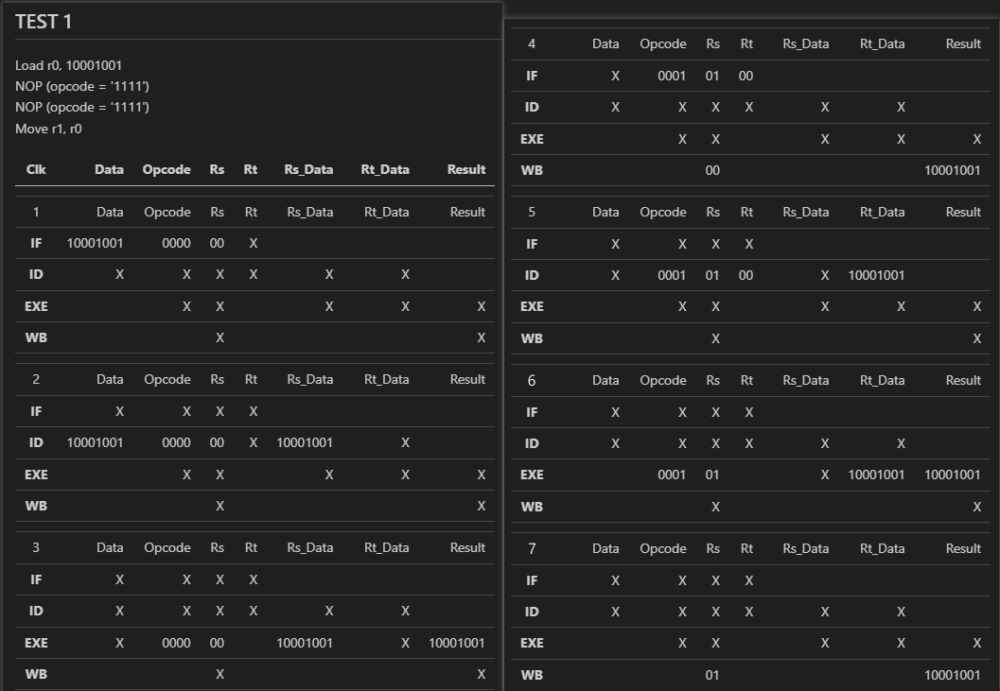 TEST 1
Load r0, 10001001
NOP (opcode = '1111')
NOP (opcode = '1111')
Move r1, r0
Clk Data Opcode Rs Rt Rs_Data Rt_Data Result
1 Data Opcode Rs Rt Rs_Data Rt_Data Result
IF 10001001 0000 00 X
ID X X X X X X
EXE X X X X X
WB X X
2 Data Opcode Rs Rt Rs_Data Rt_Data Result
IF X X X X
ID 10001001 0000 00 X 10001001 X
EXE X X X X X
WB X X
3 Data Opcode Rs Rt Rs_Data Rt_Data Result
IF X X X X
ID X X X X X X
EXE X 0000 00 10001001 X 10001001
WB X X
4 Data Opcode Rs Rt Rs_Data Rt_Data Result
IF X 0001 01 00
ID X X X X X X
EXE X X X X X
WB 00 10001001
5 Data Opcode Rs Rt Rs_Data Rt_Data Result
IF X X X X
ID X 0001 01 00 X 10001001
EXE X X X X X
WB X X
6 Data Opcode Rs Rt Rs_Data Rt_Data Result
IF X X X X
ID X X X X X X
EXE 0001 01 X 10001001 10001001
WB X X
7 Data Opcode Rs Rt Rs_Data Rt_Data Result
IF X X X X
ID X X X X X X
EXE X X X X X
WB 01 10001001